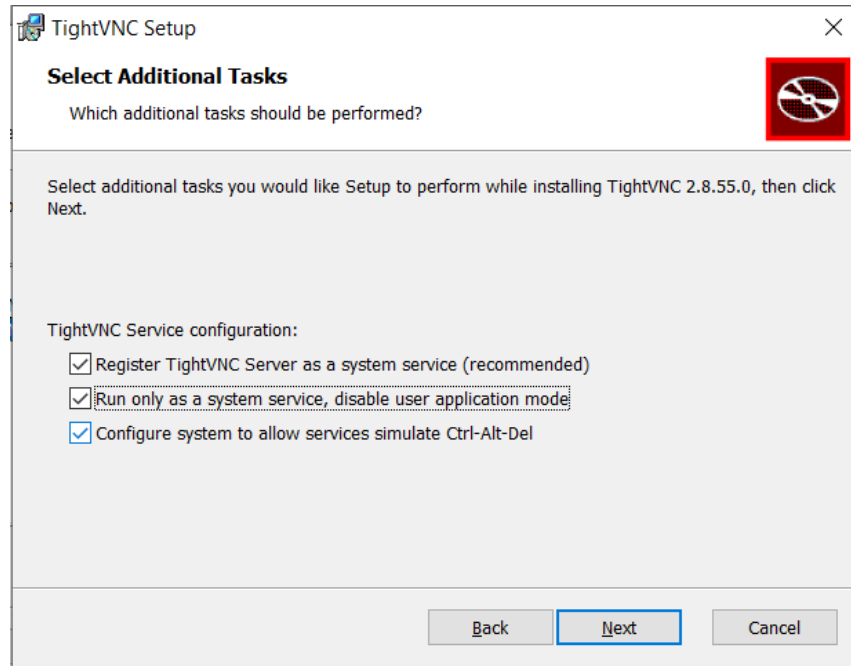 TightVNC Setup
Select Additional Tasks
Which additional tasks should be performed?
Select additional tasks you would like Setup to perform while installing TightVNC 2.8.55.0, then click
Next.
TightVNC Service configuration:
Register TightVNC Server as a system service (recommended)
Run only as a system service, disable user application mode
Configure system to allow services simulate Ctrl-Alt-Del
Back Next Cancel